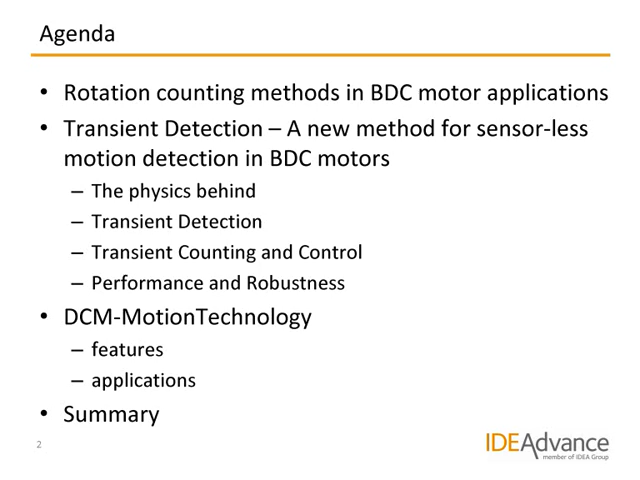 Agenda
• Rotation counting methods in BDC motor applications
• Transient Detection – A new method for sensor-less
motion detection in BDC motors
– The physics behind
– Transient Detection
– Transient Counting and Control
– Performance and Robustness
• DCM-MotionTechnology
– features
– applications
• Summary
2
IDEAdvance
member of IDEA Group